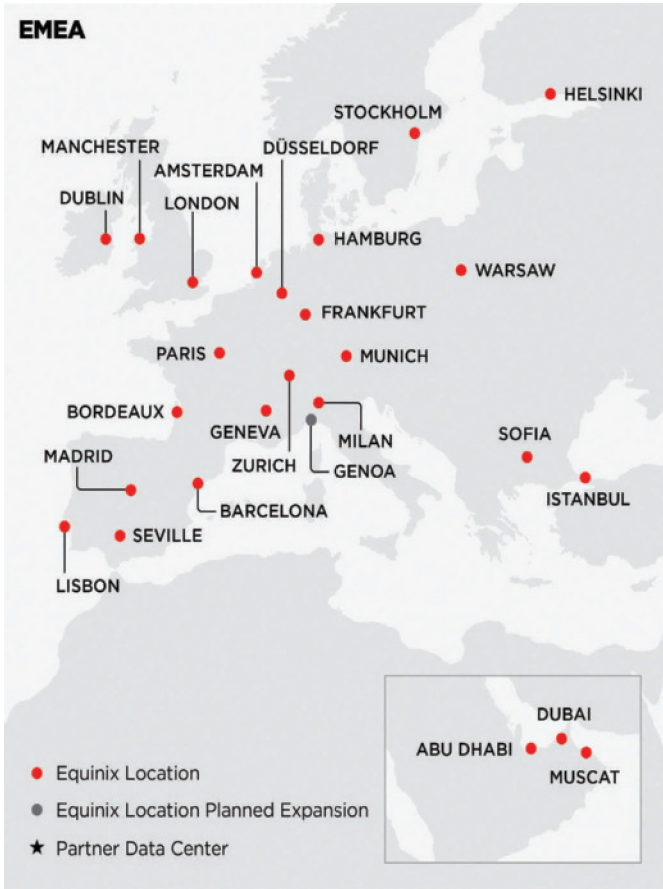 EMEA
HELSINKI
STOCKHOLM
MANCHESTER
DÜSSELDORF
AMSTERDAM
DUBLIN
LONDON
HAMBURG
WARSAW
FRANKFURT
PARIS
MUNICH
BORDEAUX
GENEVA
MILAN
SOFIA
MADRID
ZURICH
GENOA
ISTANBUL
BARCELONA
SEVILLE
LISBON
DUBAI
ABU DHABI
MUSCAT
Equinix Location
Equinix Location Planned Expansion
Partner Data Center